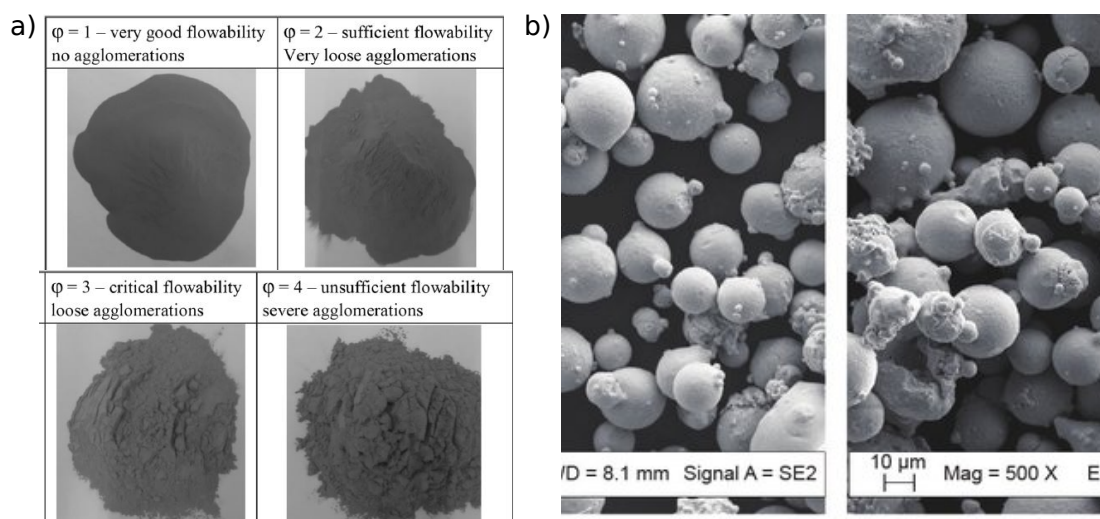 a)
φ = 1 – very good flowability
no agglomerations
φ = 2 – sufficient flowability
Very loose agglomerations
φ = 3 – critical flowability
loose agglomerations
φ = 4 – unsufficient flowability
severe agglomerations
b)
/D = 8.1 mm Signal A = SE2
10 µm
Mag = 500 X E